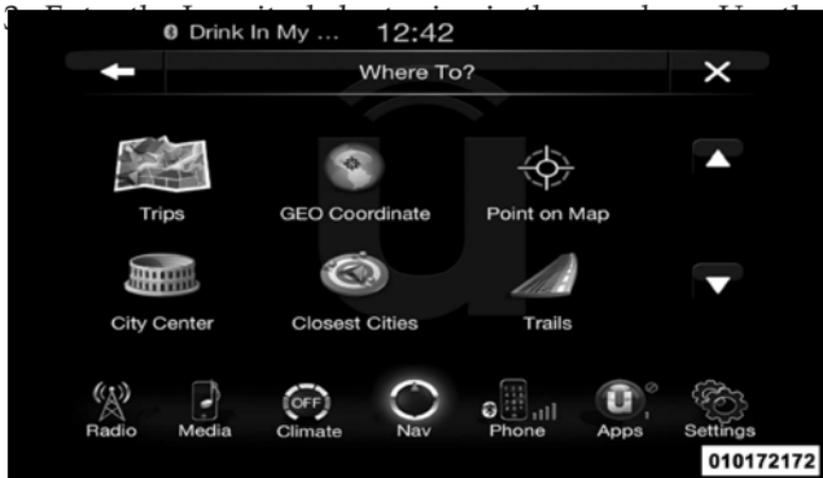 Drink In My ... 12:42
Where To?
Trips GEO Coordinate Point on Map
City Center Closest Cities Trails
OFF
Radio Media Climate Nav Phone Apps Settings
010172172